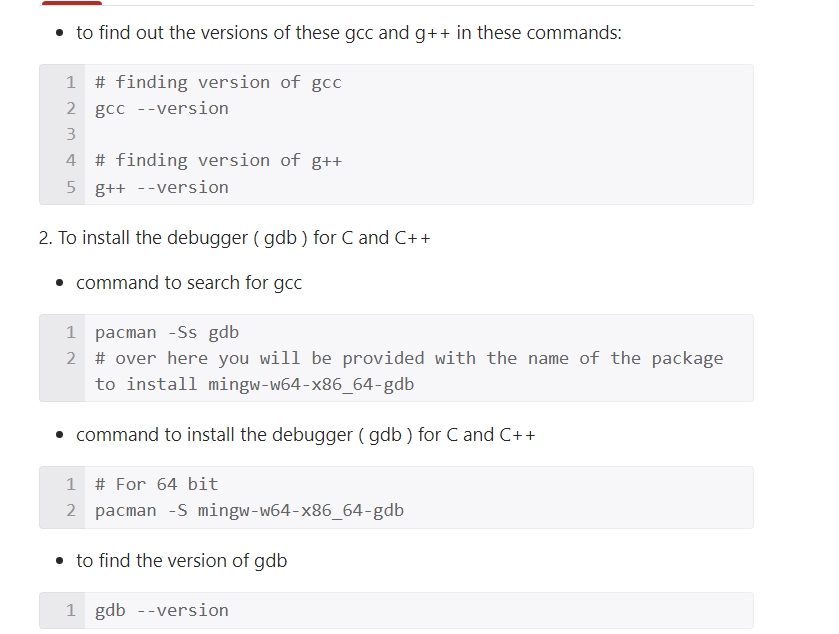 • to find out the versions of these gcc and g++ in these commands:
1 # finding version of gcc
2 gcc --version
3
4 # finding version of g++
5 g++ --version
2. To install the debugger ( gdb ) for C and C++
• command to search for gcc
1 pacman -Ss gdb
2 # over here you will be provided with the name of the package
to install mingw-w64-x86_64-gdb
• command to install the debugger ( gdb ) for C and C++
1 # For 64 bit
2 pacman -S mingw-w64-x86_64-gdb
• to find the version of gdb
1 gdb --version